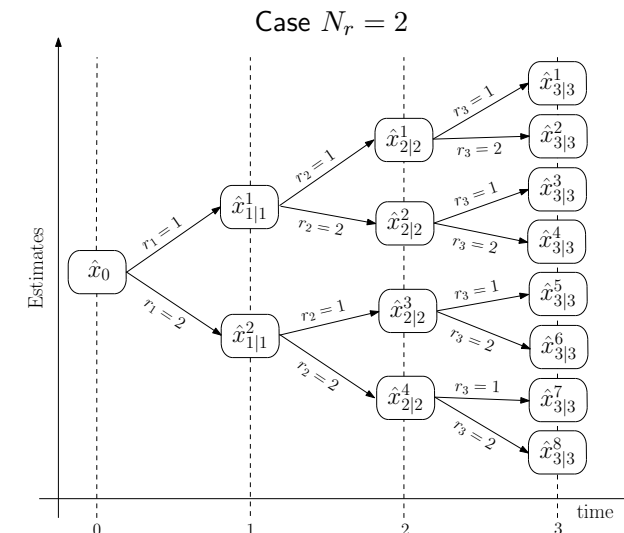 Case $N_r = 2$
Estimates
$\hat{x}_0$
$r_1 = 1$
$r_1 = 2$
$\hat{x}^1_{1|1}$
$\hat{x}^2_{1|1}$
$r_2 = 1$
$r_2 = 2$
$r_2 = 1$
$r_2 = 2$
$\hat{x}^1_{2|2}$
$\hat{x}^2_{2|2}$
$\hat{x}^3_{2|2}$
$\hat{x}^4_{2|2}$
$r_3 = 1$
$r_3 = 2$
$r_3 = 1$
$r_3 = 2$
$r_3 = 1$
$r_3 = 2$
$r_3 = 1$
$r_3 = 2$
$\hat{x}^1_{3|3}$
$\hat{x}^2_{3|3}$
$\hat{x}^3_{3|3}$
$\hat{x}^4_{3|3}$
$\hat{x}^5_{3|3}$
$\hat{x}^6_{3|3}$
$\hat{x}^7_{3|3}$
$\hat{x}^8_{3|3}$
time
0 1 2 3